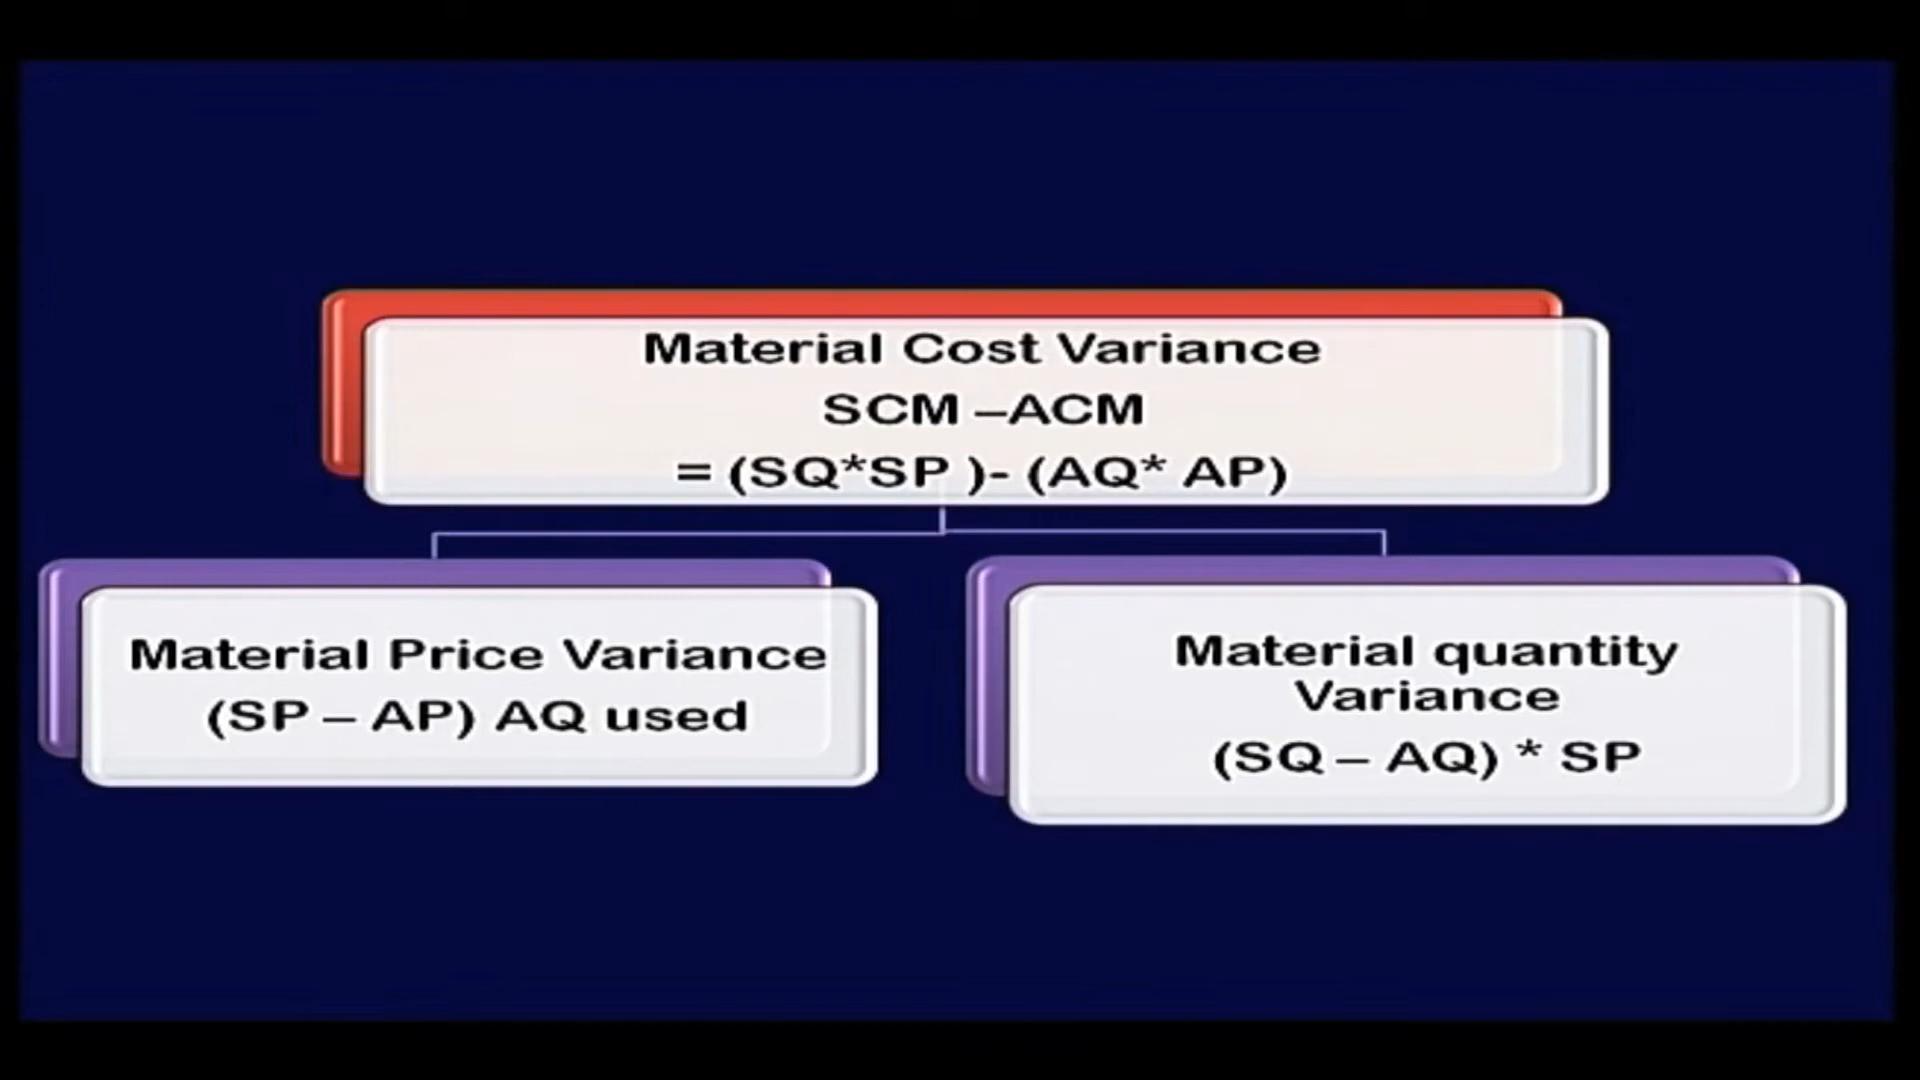 Material Cost Variance
SCM –ACM
= (SQ*SP )- (AQ* AP)
Material Price Variance
(SP – AP) AQ used
Material quantity
Variance
(SQ – AQ) * SP